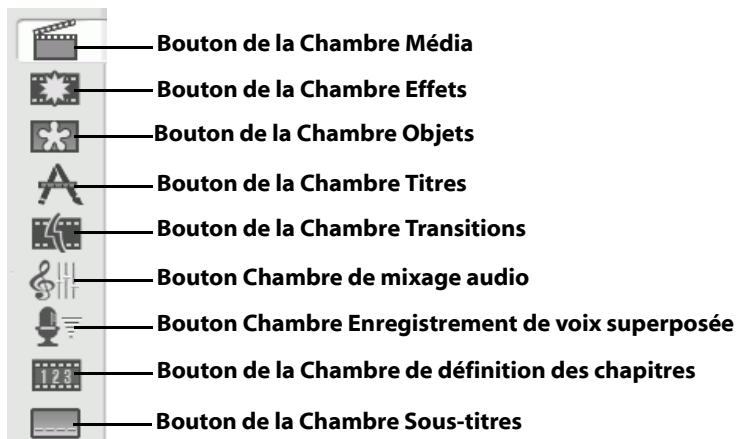 Bouton de la Chambre Média
Bouton de la Chambre Effets
Bouton de la Chambre Objets
Bouton de la Chambre Titres
Bouton de la Chambre Transitions
Bouton Chambre de mixage audio
Bouton Chambre Enregistrement de voix superposée
123
Bouton de la Chambre de définition des chapitres
Bouton de la Chambre Sous-titres